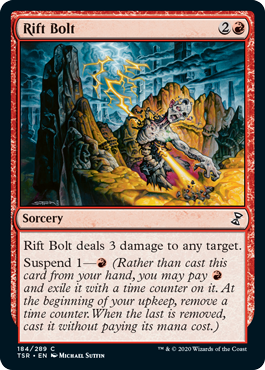 Rift Bolt 2
Sorcery
Rift Bolt deals 3 damage to any target.
Suspend 1— (Rather than cast this
card from your hand, you may pay
and exile it with a time counter on it. At
the beginning of your upkeep, remove a
time counter. When the last is removed,
cast it without paying its mana cost.)
184/289 C
TSR • EN Michael Sutfin
™ & © 2020 Wizards of the Coast